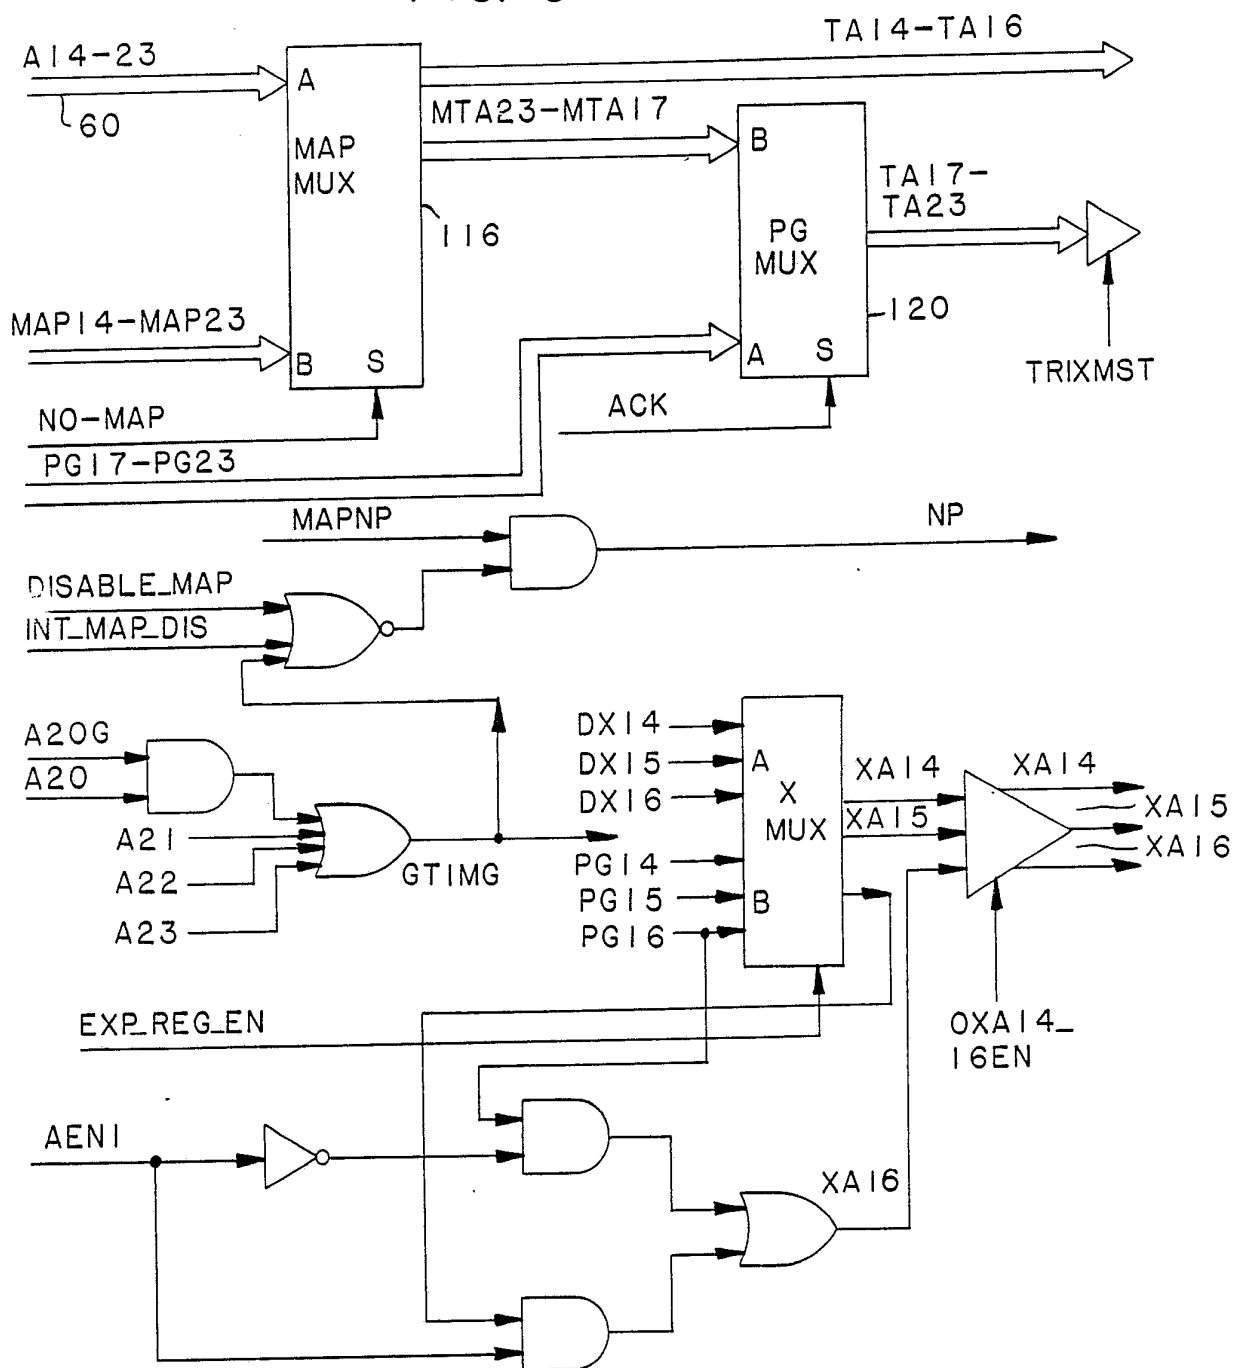 A14-23
60
A
MAP
MUX
B S
116
MAP14-MAP23
NO-MAP
PG17-PG23
TA14-TA16
MTA23-MTA17
B
PG
MUX
A S
120
ACK
TA17-
TA23
TRIXMST
MAPNP
NP
DISABLE_MAP
INT_MAP_DIS
A20G
A20
A21
A22
A23
GT1MG
DX14
DX15
DX16
PG14
PG15
PG16
A
X
MUX
B
XA14
XA15
XA14
XA15
XA16
EXP_REG_EN
OXA14_
16EN
AEN1
XA16